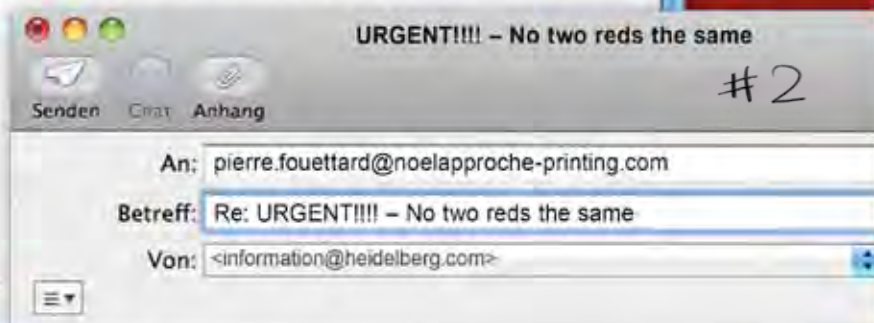 URGENT!!!! – No two reds the same
#2
Senden Chat Anhang
An: pierre.fouettard@noelapproche-printing.com
Betreff: Re: URGENT!!!! – No two reds the same
Von: <information@heidelberg.com>